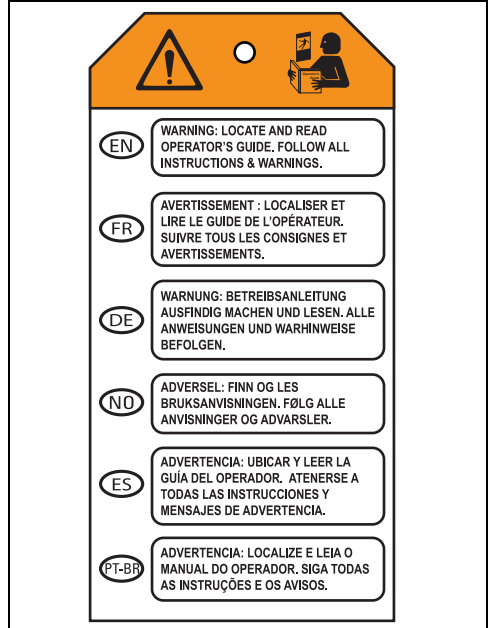 EN
WARNING: LOCATE AND READ
OPERATOR'S GUIDE. FOLLOW ALL
INSTRUCTIONS & WARNINGS.
FR
AVERTISSEMENT : LOCALISER ET
LIRE LE GUIDE DE L'OPÉRATEUR.
SUIVRE TOUS LES CONSIGNES ET
AVERTISSEMENTS.
DE
WARNUNG: BETREIBSANLEITUNG
AUSFINDIG MACHEN UND LESEN. ALLE
ANWEISUNGEN UND WARHINWEISE
BEFOLGEN.
NO
ADVERSEL: FINN OG LES
BRUKSANVISNINGEN. FØLG ALLE
ANVISNINGER OG ADVARSLER.
ES
ADVERTENCIA: UBICAR Y LEER LA
GUÍA DEL OPERADOR. ATENERSE A
TODAS LAS INSTRUCCIONES Y
MENSAJES DE ADVERTENCIA.
PT-BR
ADVERTENCIA: LOCALIZE E LEIA O
MANUAL DO OPERADOR. SIGA TODAS
AS INSTRUÇÕES E OS AVISOS.